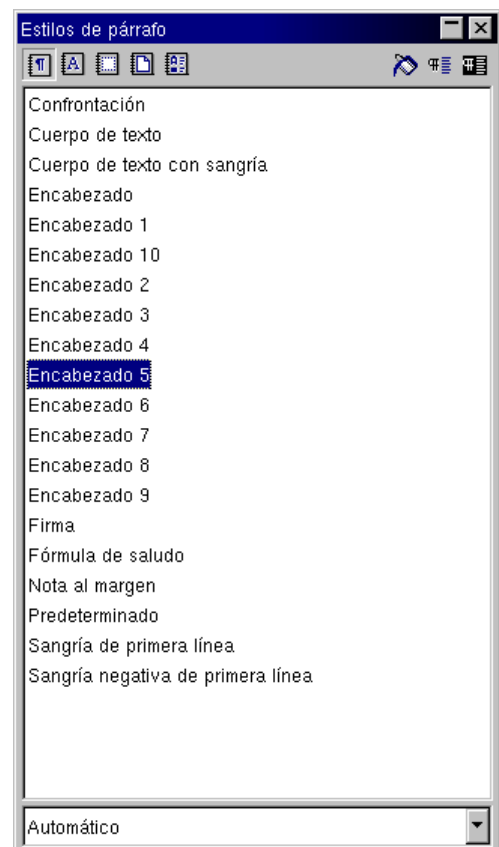 Estilos de párrafo
Confrontación
Cuerpo de texto
Cuerpo de texto con sangría
Encabezado
Encabezado 1
Encabezado 10
Encabezado 2
Encabezado 3
Encabezado 4
Encabezado 5
Encabezado 6
Encabezado 7
Encabezado 8
Encabezado 9
Firma
Fórmula de saludo
Nota al margen
Predeterminado
Sangría de primera línea
Sangría negativa de primera línea
Automático